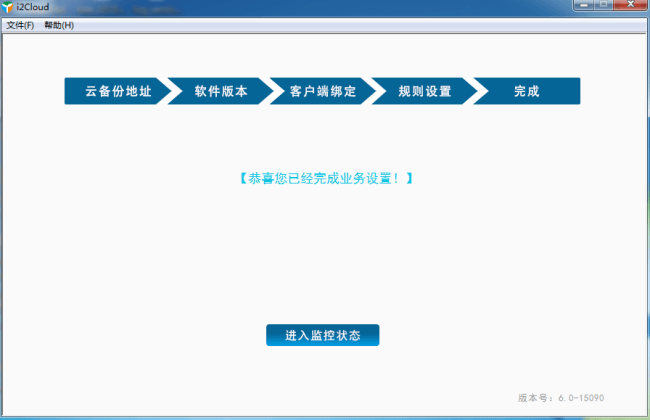 i2Cloud
文件(F) 帮助(H)
云备份地址 软件版本 客户端绑定 规则设置 完成
【恭喜您已经完成业务设置！】
进入监控状态
版本号：6.0-15090